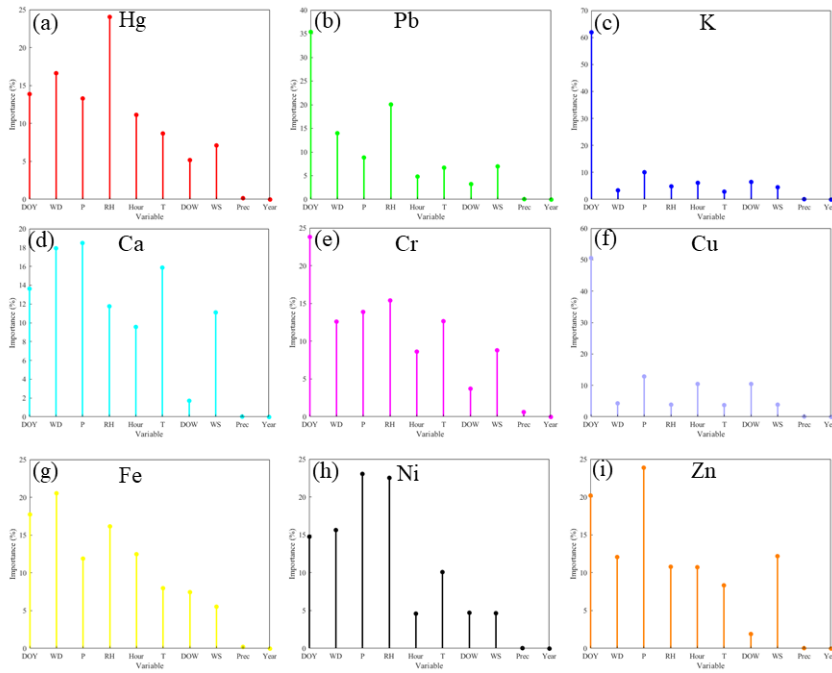 (a) Hg
25
20
15
10
5
0
Importance (%)
DOY WD P RH Hour T DOW WS Prec Year
Variable
(b) Pb
40
35
30
25
20
15
10
5
0
Importance (%)
DOY WD P RH Hour T DOW WS Prec Year
Variable
(c) K
70
60
50
40
30
20
10
0
Importance (%)
DOY WD P RH Hour T DOW WS Prec Year
Variable
(d) Ca
20
18
16
14
12
10
8
6
4
2
0
Importance (%)
DOY WD P RH Hour T DOW WS Prec Year
Variable
(e) Cr
25
20
15
10
5
0
Importance (%)
DOY WD P RH Hour T DOW WS Prec Year
Variable
(f) Cu
60
50
40
30
20
10
0
Importance (%)
DOY WD P RH Hour T DOW WS Prec Year
Variable
(g) Fe
25
20
15
10
5
0
Importance (%)
DOY WD P RH Hour T DOW WS Prec Year
Variable
(h) Ni
25
20
15
10
5
0
Importance (%)
DOY WD P RH Hour T DOW WS Prec Year
Variable
(i) Zn
25
20
15
10
5
0
Importance (%)
DOY WD P RH Hour T DOW WS Prec Year
Variable